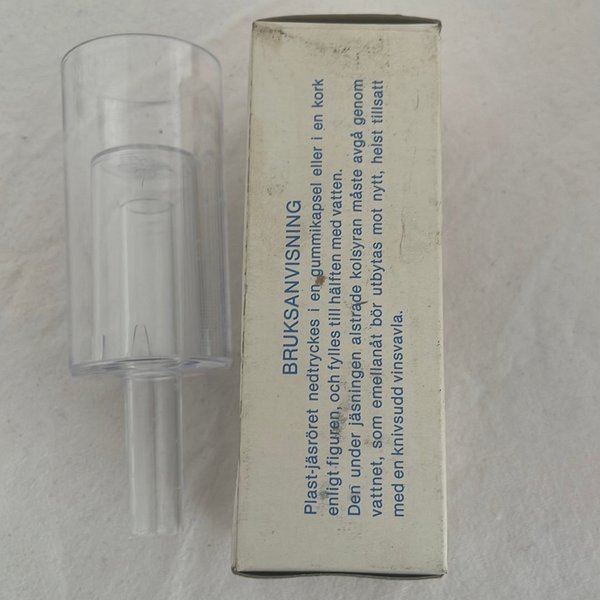 BRUKSANVISNING
Plast-jäsröret nedtryckes i en gummikapsel eller i en kork
enligt figuren, och fylles till hälften med vatten.
Den under jäsningen alstrade kolsyran måste avgå genom
vattnet, som emellanåt bör utbytas mot nytt, helst tillsatt
med en knivsudd vinsvavla.